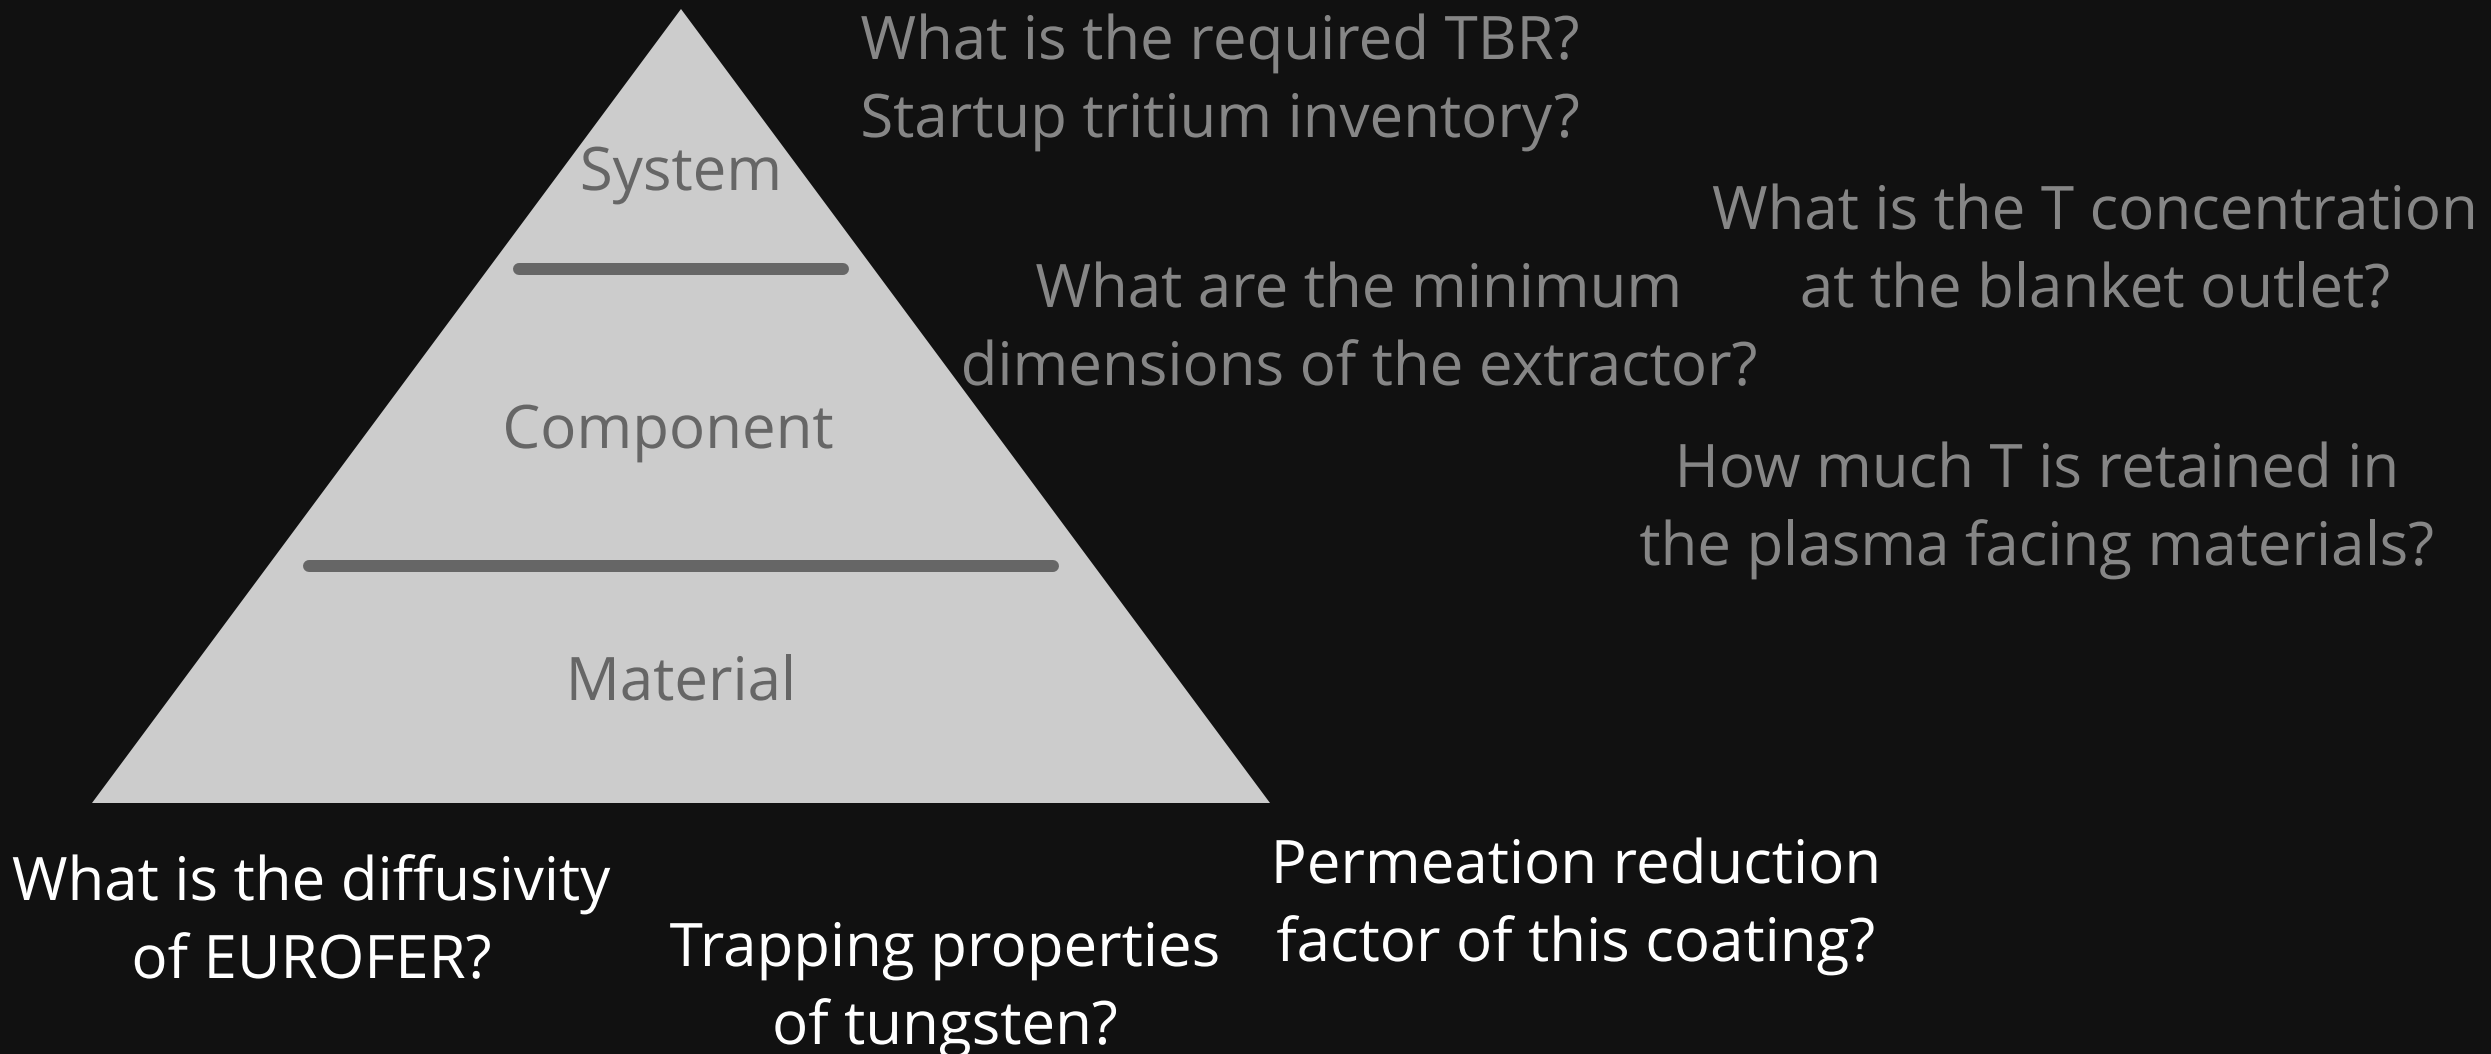 What is the required TBR?
Startup tritium inventory?
System
What is the T concentration
at the blanket outlet?
What are the minimum
dimensions of the extractor?
Component
How much T is retained in
the plasma facing materials?
Material
What is the diffusivity
of EUROFER?
Trapping properties
of tungsten?
Permeation reduction
factor of this coating?